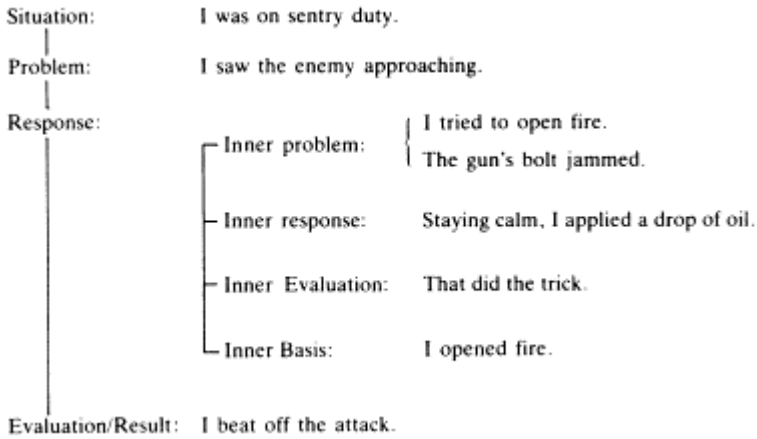 Situation: I was on sentry duty.
Problem: I saw the enemy approaching.
Response:
Inner problem: I tried to open fire.
The gun's bolt jammed.
Inner response: Staying calm, I applied a drop of oil.
Inner Evaluation: That did the trick.
Inner Basis: I opened fire.
Evaluation/Result: I beat off the attack.